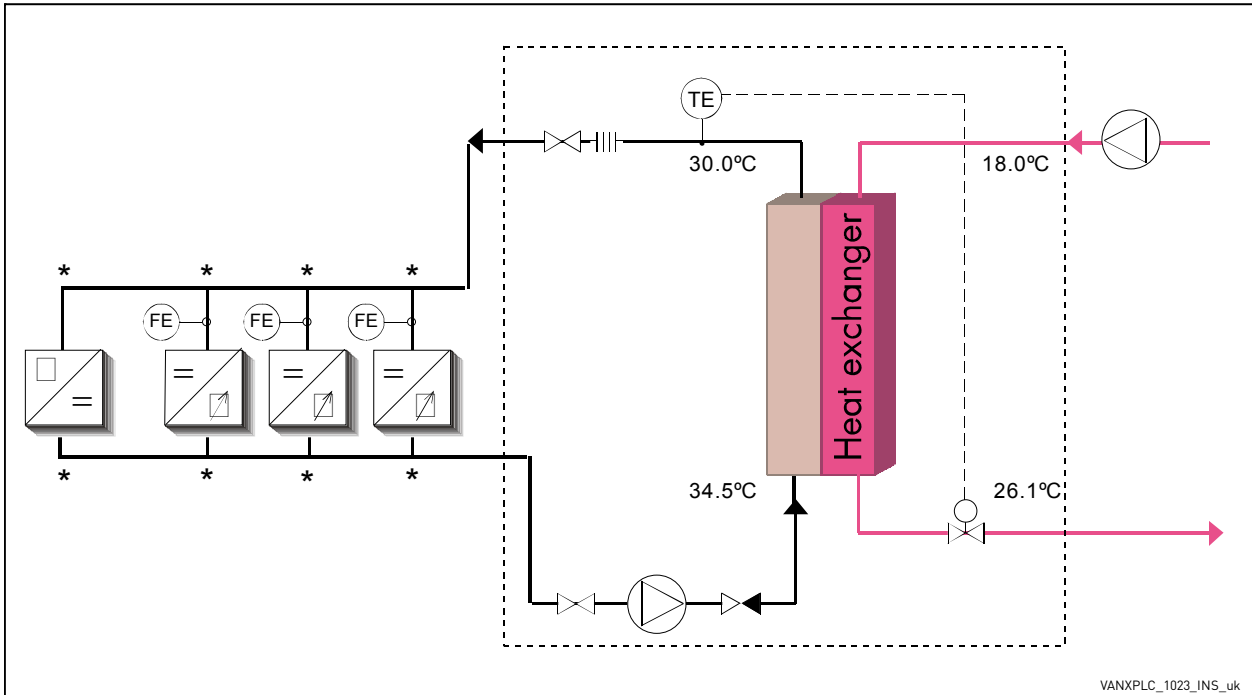 TE
30.0ºC
18.0ºC
Heat exchanger
* * * *
FE FE FE
* * * *
34.5ºC
26.1ºC
VANXPLC_1023_INS_uk